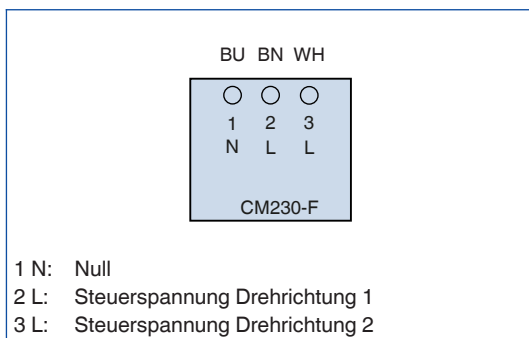 BU BN WH
1 2 3
N L L
CM230-F
1 N: Null
2 L: Steuerspannung Drehrichtung 1
3 L: Steuerspannung Drehrichtung 2